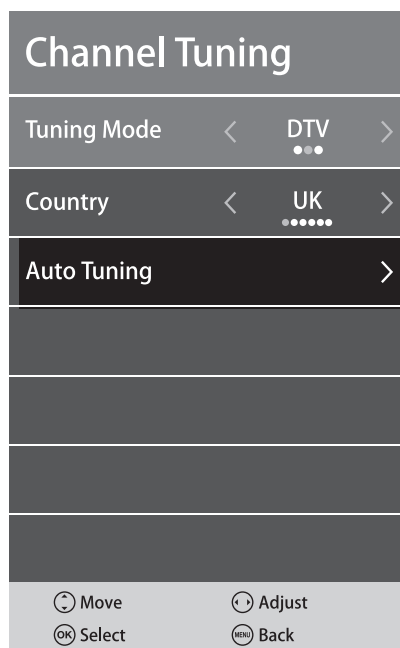 Channel Tuning
Tuning Mode < DTV >
Country < UK >
Auto Tuning >
Move Adjust
OK Select MENU Back